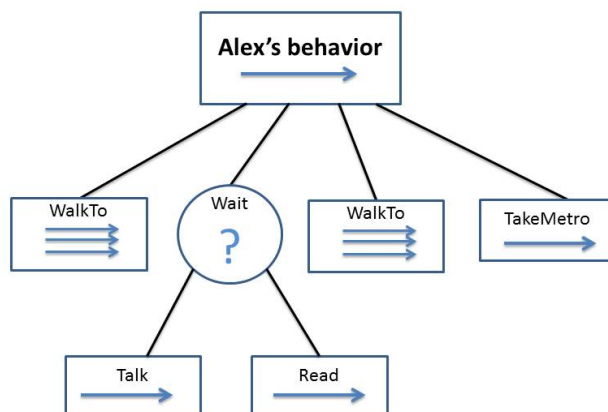 Alex's behavior
WalkTo
Wait
WalkTo
TakeMetro
?
Talk
Read